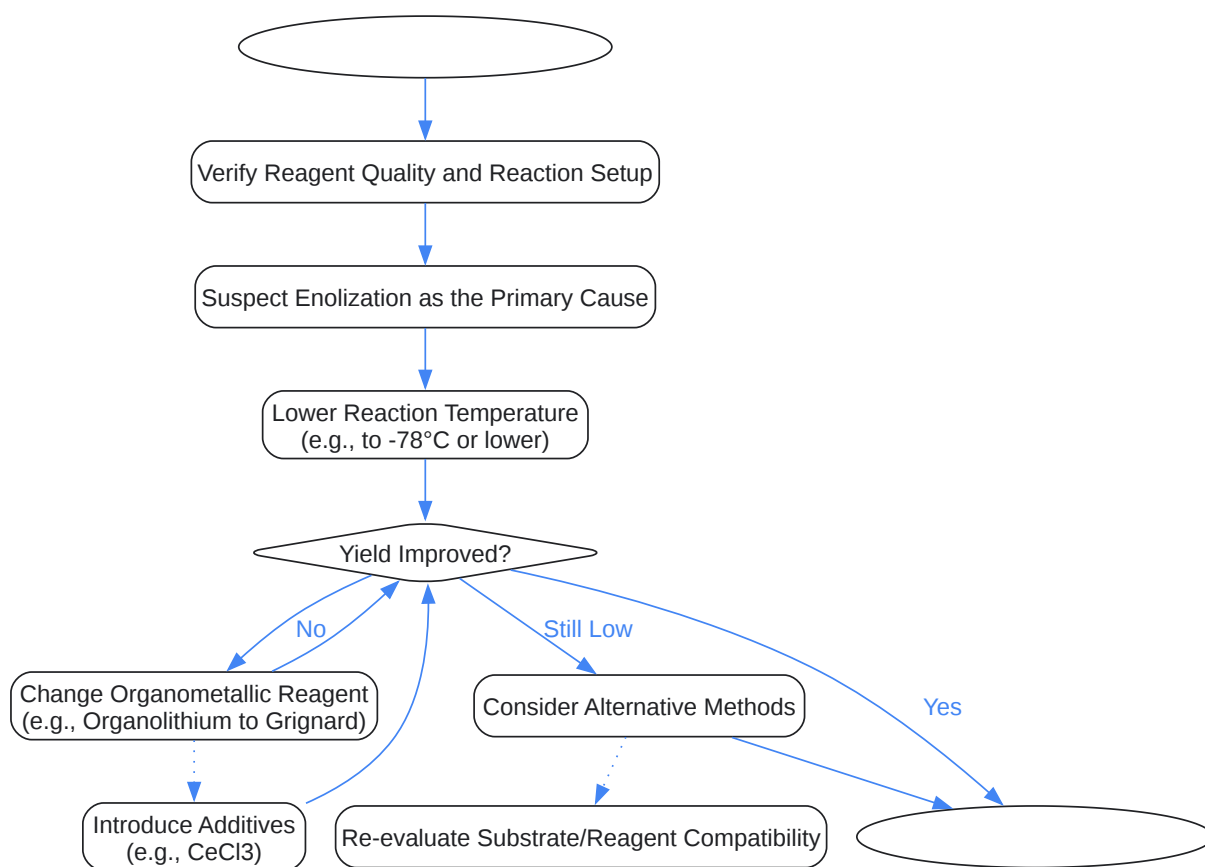 Verify Reagent Quality and Reaction Setup
Suspect Enolization as the Primary Cause
Lower Reaction Temperature
(e.g., to -78°C or lower)
Yield Improved?
No
Still Low
Change Organometallic Reagent
(e.g., Organolithium to Grignard)
Consider Alternative Methods
Yes
Introduce Additives
(e.g., CeCl3)
Re-evaluate Substrate/Reagent Compatibility